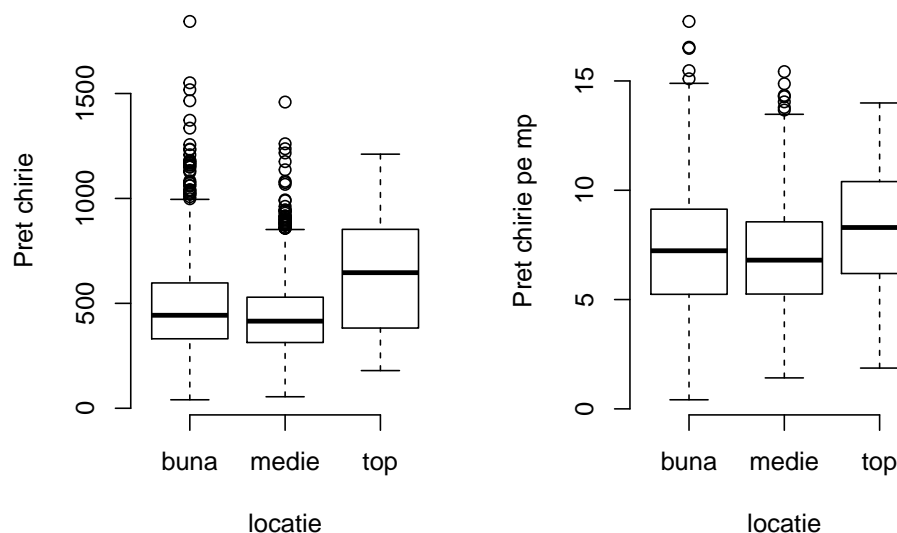 Pret chirie
0
500
1000
1500
buna
medie
top
locatie
Pret chirie pe mp
0
5
10
15
buna
medie
top
locatie